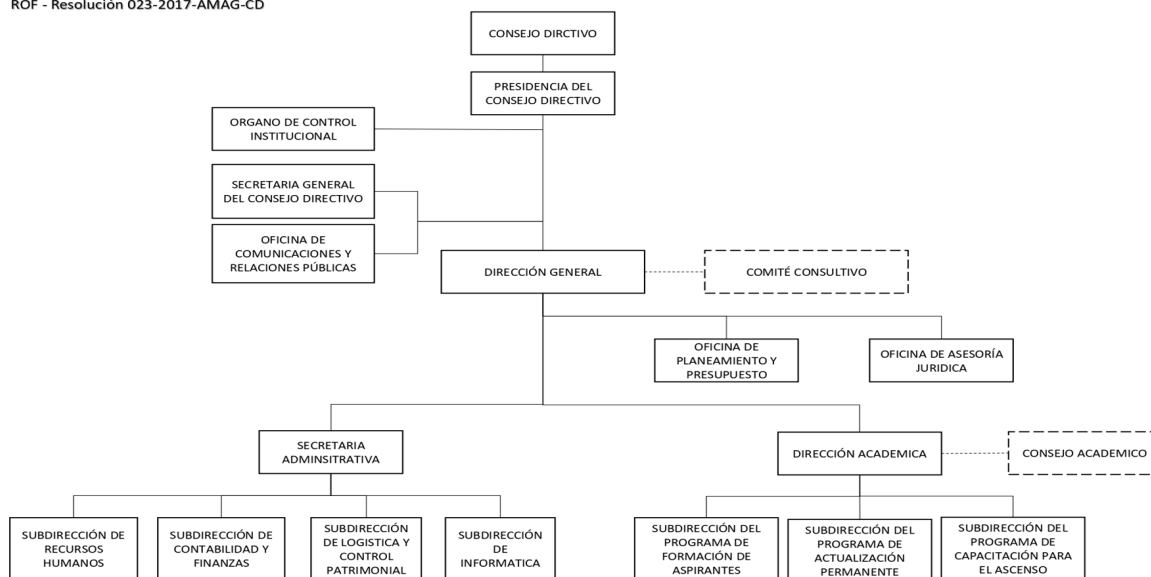 ROF - Resolución 023-2017-AMAG-CD
CONSEJO DIRCTIVO
PRESIDENCIA DEL
CONSEJO DIRECTIVO
ORGANO DE CONTROL
INSTITUCIONAL
SECRETARIA GENERAL
DEL CONSEJO DIRECTIVO
OFICINA DE
COMUNICACIONES Y
RELACIONES PÚBLICAS
DIRECCIÓN GENERAL
COMITÉ CONSULTIVO
OFICINA DE
PLANEAMIENTO Y
PRESUPUESTO
OFICINA DE ASESORÍA
JURIDICA
SECRETARIA
ADMINSITRATIVA
DIRECCIÓN ACADEMICA
CONSEJO ACADEMICO
SUBDIRECCIÓN DE
RECURSOS
HUMANOS
SUBDIRECCIÓN DE
CONTABILIDAD Y
FINANZAS
SUBDIRECCIÓN
DE LOGISTICA Y
CONTROL
PATRIMONIAL
SUBDIRECCIÓN
DE
INFORMATICA
SUBDIRECCIÓN DEL
PROGRAMA DE
FORMACIÓN DE
ASPIRANTES
SUBDIRECCIÓN DEL
PROGRAMA DE
ACTUALIZACIÓN
PERMANENTE
SUBDIRECCIÓN DEL
PROGRAMA DE
CAPACITACIÓN PARA
EL ASCENSO